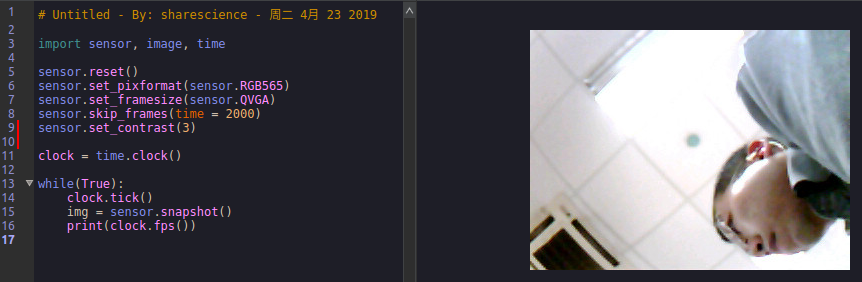 1 # Untitled - By: sharescience - 周二 4月 23 2019
2
3 import sensor, image, time
4
5 sensor.reset()
6 sensor.set_pixformat(sensor.RGB565)
7 sensor.set_framesize(sensor.QVGA)
8 sensor.skip_frames(time = 2000)
9 sensor.set_contrast(3)
10
11 clock = time.clock()
12
13 while(True):
14     clock.tick()
15     img = sensor.snapshot()
16     print(clock.fps())
17